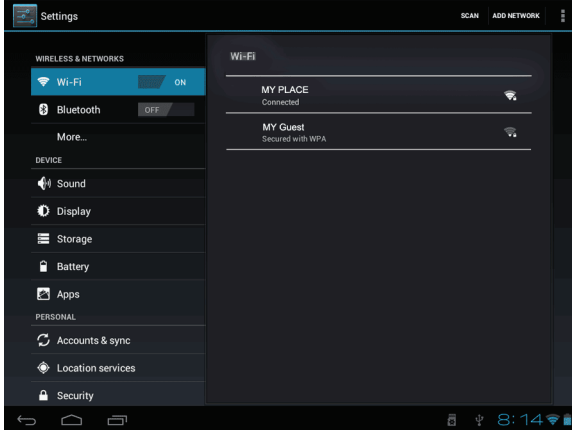 Settings
SCAN
ADD NETWORK
WIRELESS & NETWORKS
Wi-Fi
ON
Bluetooth
OFF
More...
DEVICE
Sound
Display
Storage
Battery
Apps
PERSONAL
Accounts & sync
Location services
Security
Wi-Fi
MY PLACE
Connected
MY Guest
Secured with WPA
8:14